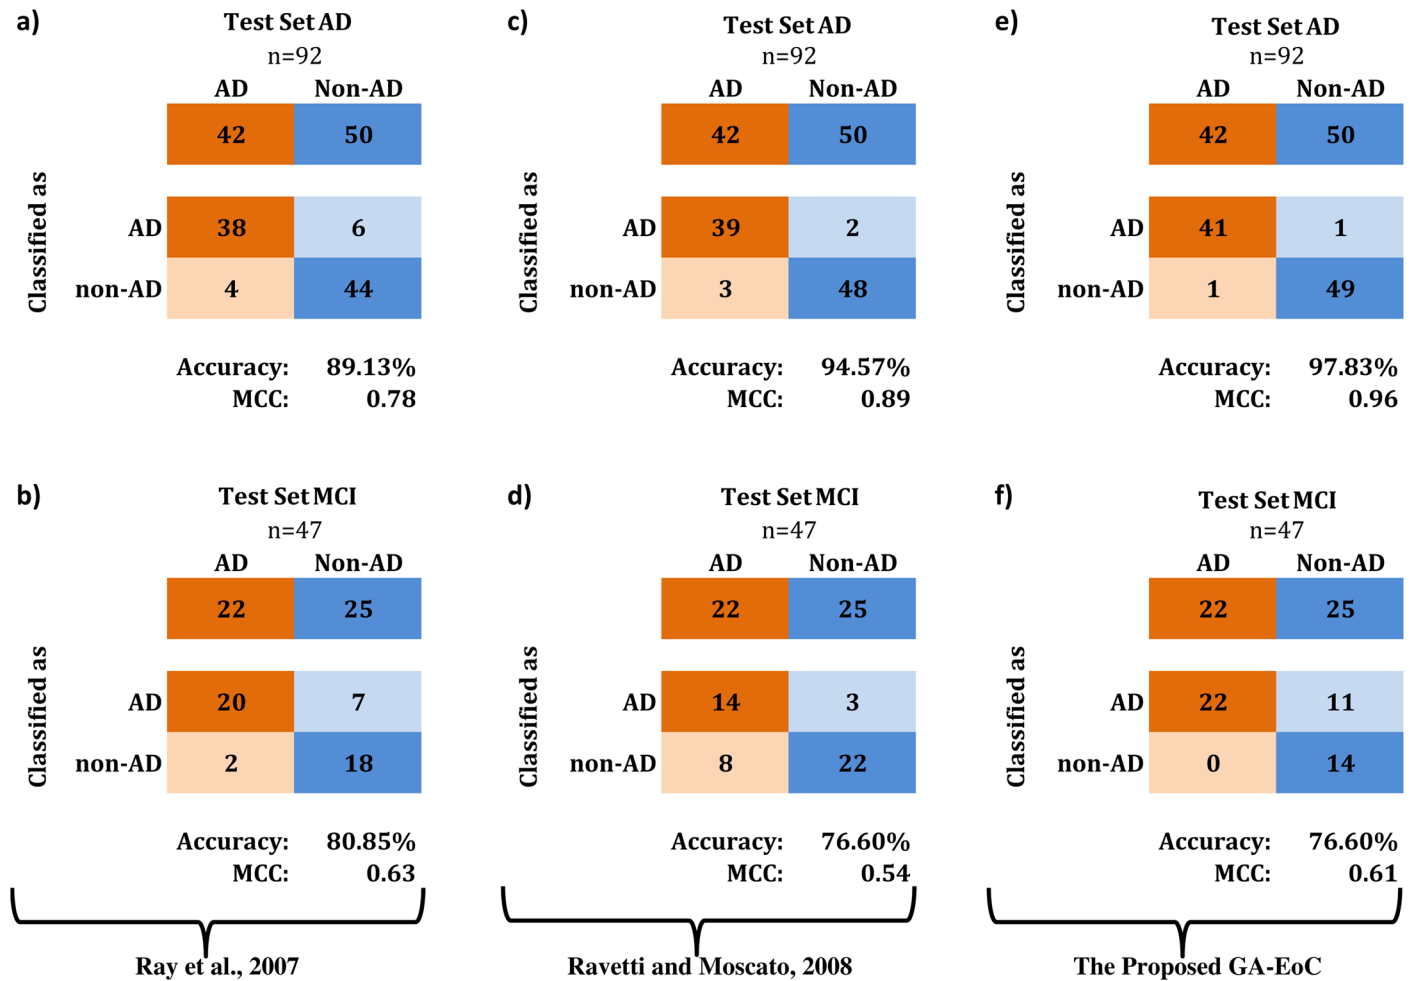 a)
Test Set AD
n=92
AD Non-AD
42 50
Classified as
AD 38 6
non-AD 4 44
Accuracy: 89.13%
MCC: 0.78
c)
Test Set AD
n=92
AD Non-AD
42 50
Classified as
AD 39 2
non-AD 3 48
Accuracy: 94.57%
MCC: 0.89
e)
Test Set AD
n=92
AD Non-AD
42 50
Classified as
AD 41 1
non-AD 1 49
Accuracy: 97.83%
MCC: 0.96
b)
Test Set MCI
n=47
AD Non-AD
22 25
Classified as
AD 20 7
non-AD 2 18
Accuracy: 80.85%
MCC: 0.63
Ray et al., 2007
d)
Test Set MCI
n=47
AD Non-AD
22 25
Classified as
AD 14 3
non-AD 8 22
Accuracy: 76.60%
MCC: 0.54
Ravetti and Moscato, 2008
f)
Test Set MCI
n=47
AD Non-AD
22 25
Classified as
AD 22 11
non-AD 0 14
Accuracy: 76.60%
MCC: 0.61
The Proposed GA-EoC